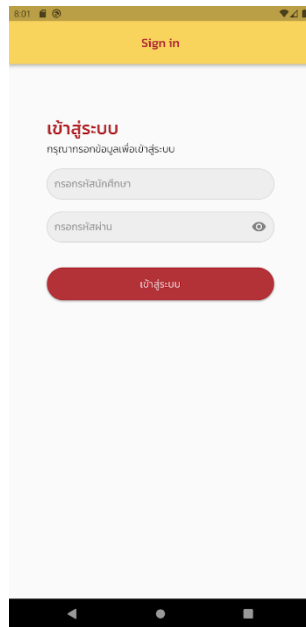 8:01
Sign in
เข้าสู่ระบบ
กรุณากรอกข้อมูลเพื่อเข้าสู่ระบบ
กรอกรหัสนักศึกษา
กรอกรหัสผ่าน
เข้าสู่ระบบ